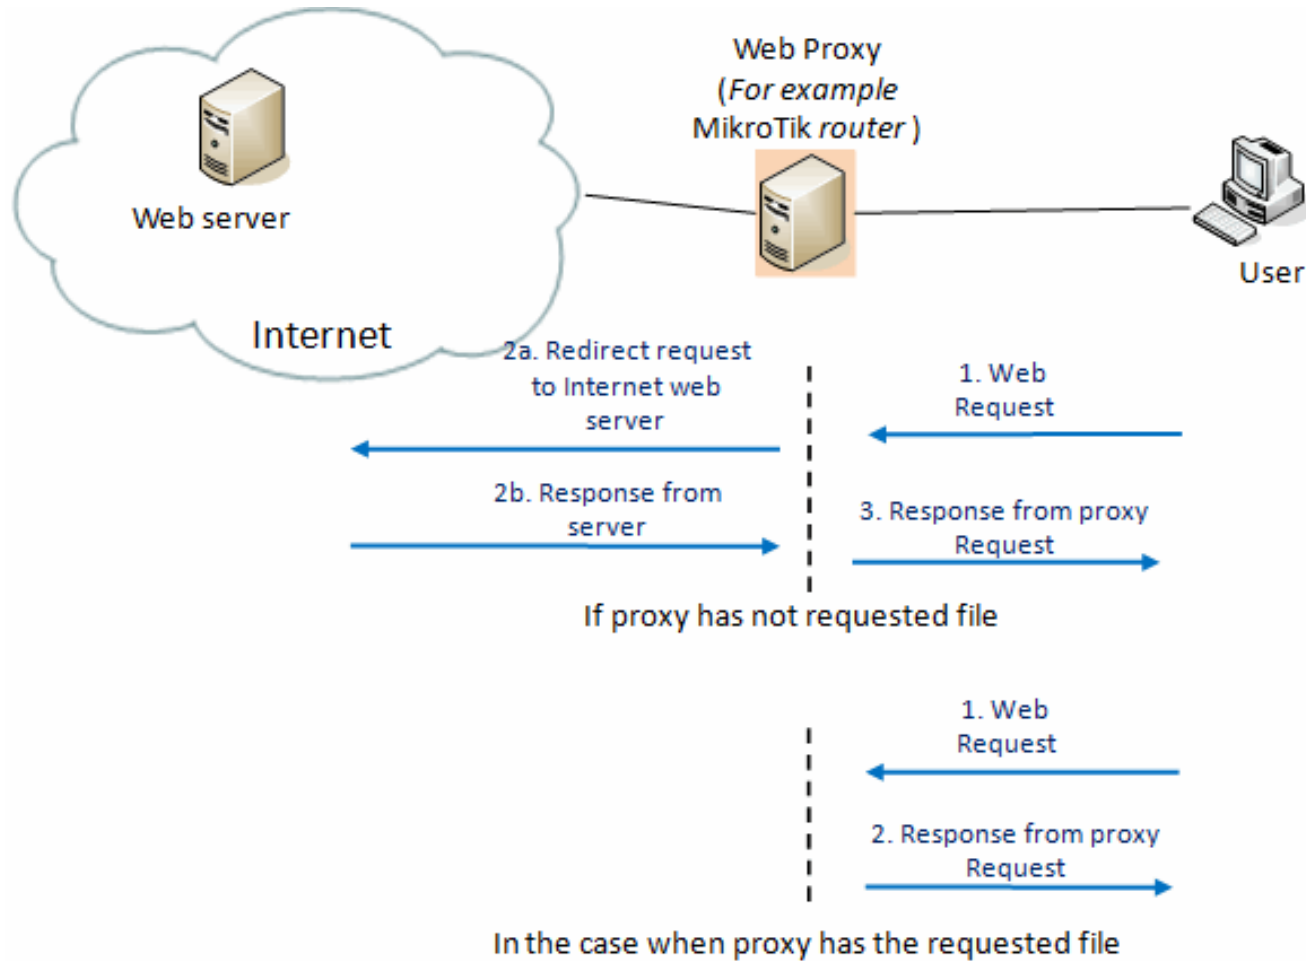 Web Proxy
(For example
MikroTik router )
Web server
User
Internet
2a. Redirect request
to Internet web
server
1. Web
Request
2b. Response from
server
3. Response from proxy
Request
If proxy has not requested file
1. Web
Request
2. Response from proxy
Request
In the case when proxy has the requested file